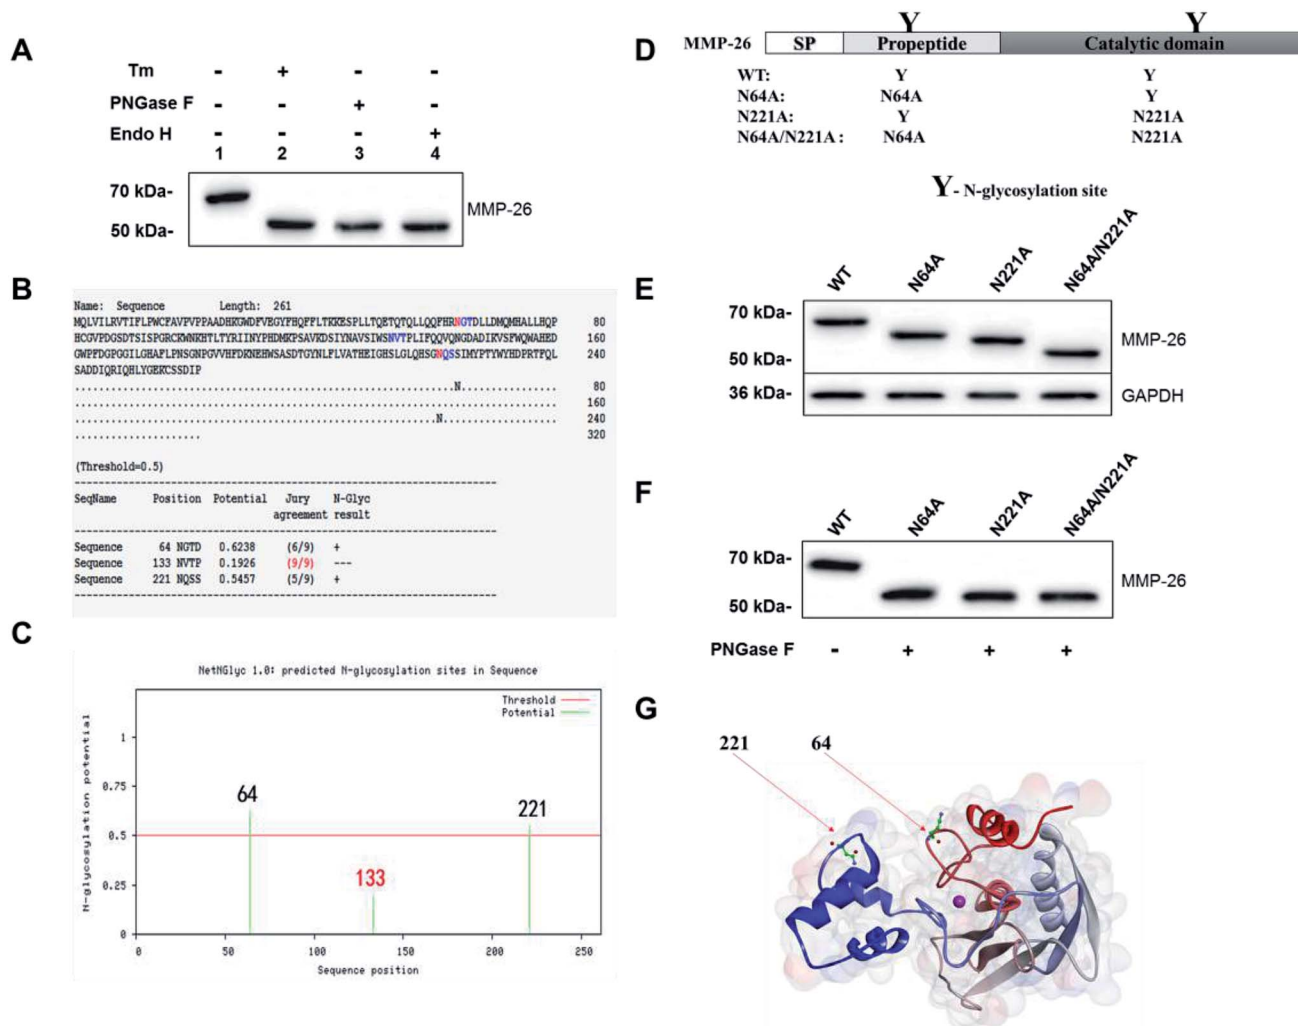 A
Tm - + - -
PNGase F - - + -
Endo H - - - +
1 2 3 4
70 kDa-
50 kDa-
MMP-26
B
Name: Sequence Length: 261
MQLVILRVTIFLPWCFAVPVPPAADHKGWDFVEGYFHQFFLTKKESPLLTQETQTQLLQQFHRNGTDLLDMQMHALLHQP 80
HCGVPDGSDTSISPGRCKWNKHTLTYRIINYPHDMKPSAVKDSIYNAVSIWSNVTPLIFQQVQNGDADIKVSFWQWAHED 160
GWPFDGPGGILGHAFLPNSGNPGVVHFDKNEHWSASDTGYNLFLVATHEIGHSLGLQHSGNQSSIMYPTYWYHDPRTFQL 240
SADDIQRIQHLYGEKCSSDIP
...............................................................N................ 80
................................................................................ 160
............................................................N................... 240
..................... 320
(Threshold=0.5)
SeqName Position Potential Jury N-Glyc
agreement result
Sequence 64 NGTD 0.6238 (6/9) +
Sequence 133 NVTP 0.1926 (9/9) ---
Sequence 221 NQSS 0.5457 (5/9) +
C
NetNGlyc 1.0: predicted N-glycosylation sites in Sequence
Threshold
Potential
N-glycosylation potential
1
0.75
0.5
0.25
0
64
133
221
0 50 100 150 200 250
Sequence position
D
Y Y
MMP-26 SP Propeptide Catalytic domain
WT: Y Y
N64A: N64A Y
N221A: Y N221A
N64A/N221A: N64A N221A
Y- N-glycosylation site
E
WT N64A N221A N64A/N221A
70 kDa-
50 kDa-
36 kDa-
MMP-26
GAPDH
F
WT N64A N221A N64A/N221A
70 kDa-
50 kDa-
MMP-26
PNGase F - + + +
G
221 64